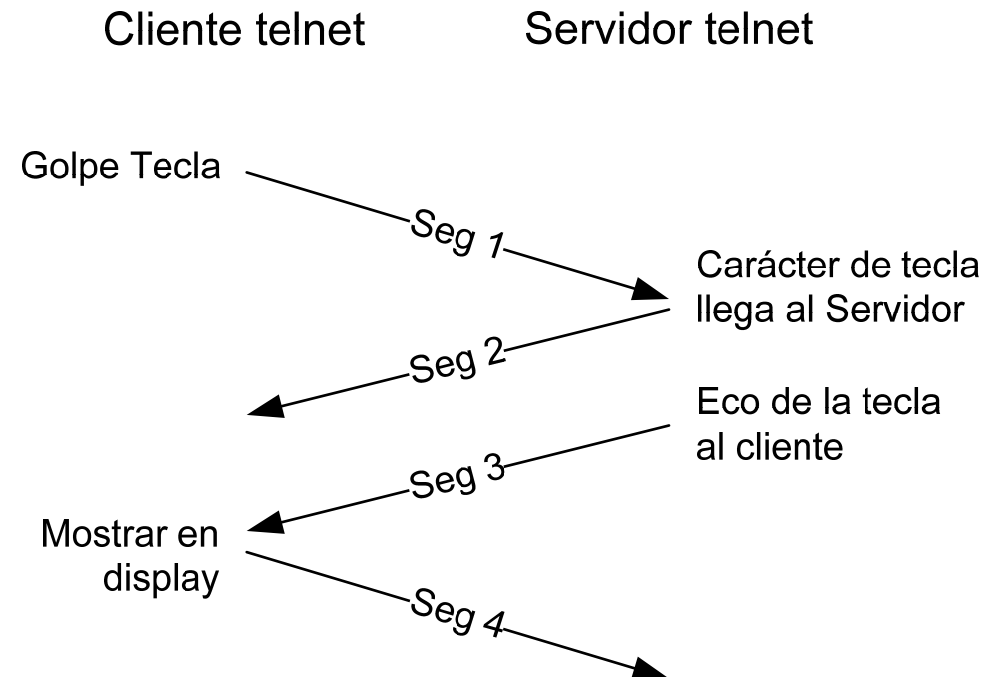 Cliente telnet
Servidor telnet
Golpe Tecla
Seg 1
Carácter de tecla
llega al Servidor
Seg 2
Eco de la tecla
al cliente
Seg 3
Mostrar en
display
Seg 4